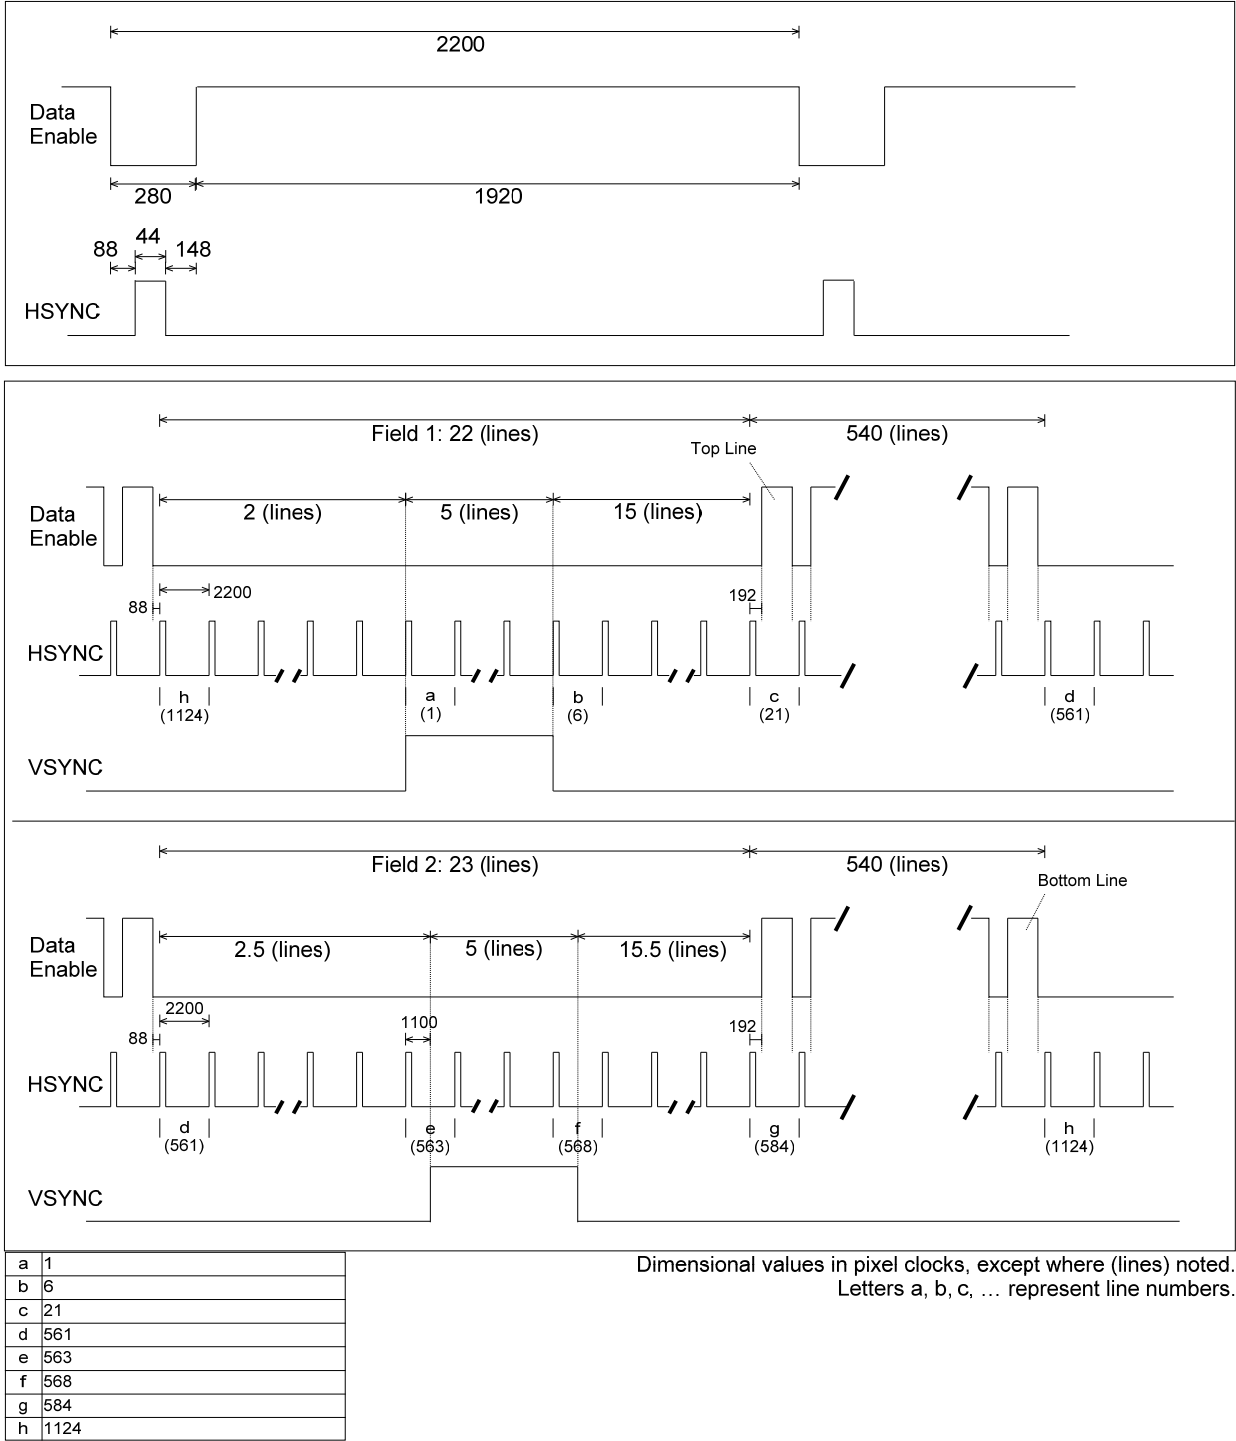 2200
Data
Enable
280
1920
88
44
148
HSYNC
Field 1: 22 (lines)
540 (lines)
Top Line
Data
Enable
2 (lines)
5 (lines)
15 (lines)
88
2200
192
HSYNC
h
(1124)
a
(1)
b
(6)
c
(21)
d
(561)
VSYNC
Field 2: 23 (lines)
540 (lines)
Bottom Line
Data
Enable
2.5 (lines)
5 (lines)
15.5 (lines)
88
2200
1100
192
HSYNC
d
(561)
e
(563)
f
(568)
g
(584)
h
(1124)
VSYNC
a 1
b 6
c 21
d 561
e 563
f 568
g 584
h 1124
Dimensional values in pixel clocks, except where (lines) noted.
Letters a, b, c, … represent line numbers.